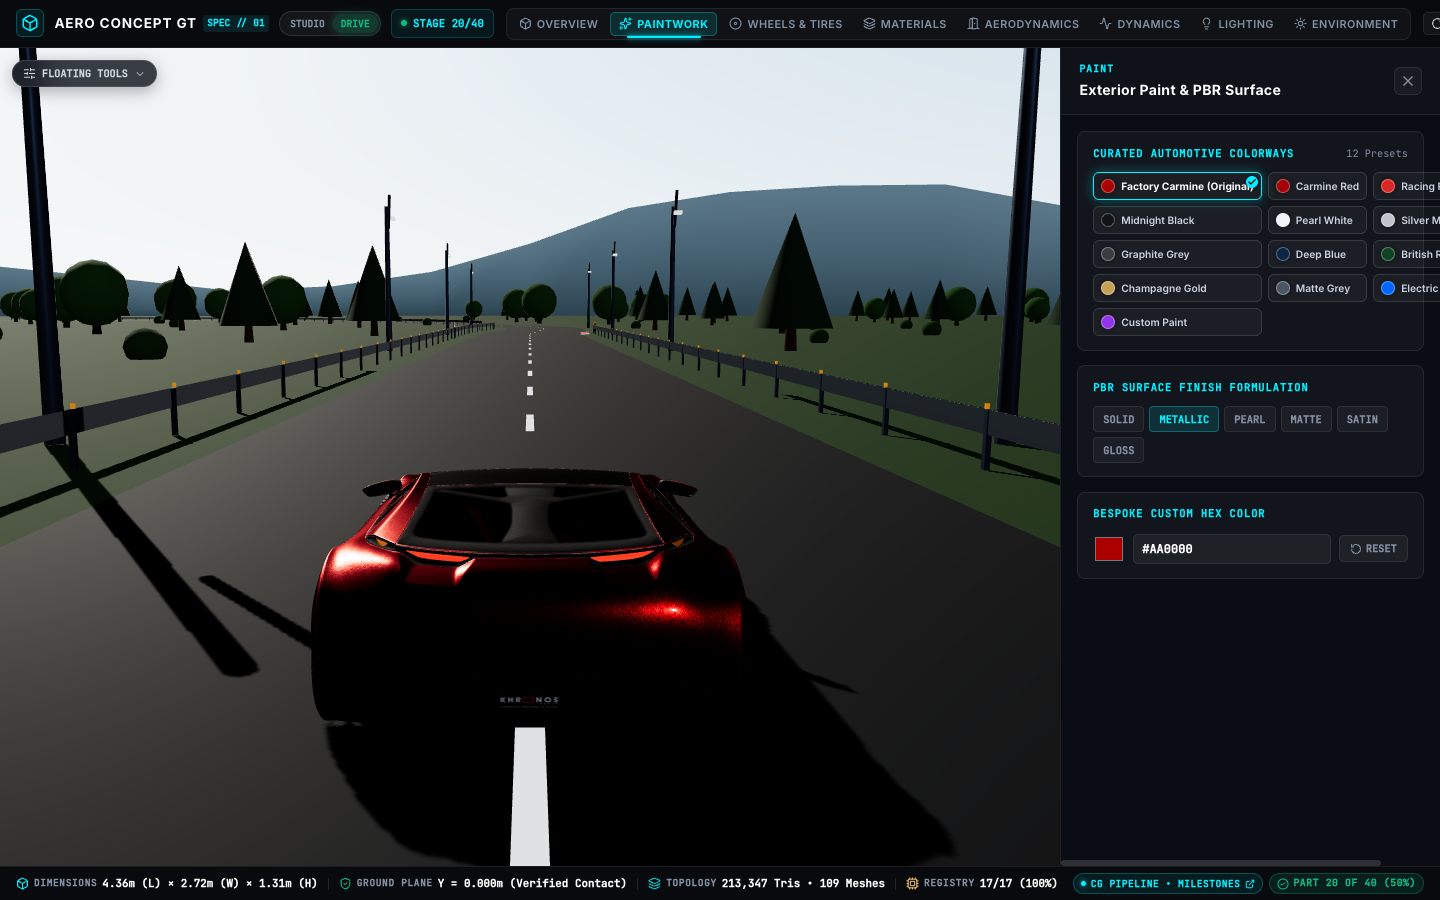 AERO CONCEPT GT SPEC // 01 STUDIO DRIVE STAGE 20/40 OVERVIEW PAINTWORK WHEELS & TIRES MATERIALS AERODYNAMICS DYNAMICS LIGHTING ENVIRONMENT
FLOATING TOOLS
PAINT
Exterior Paint & PBR Surface
CURATED AUTOMOTIVE COLORWAYS 12 Presets
Factory Carmine (Original) Carmine Red Racing
Midnight Black Pearl White Silver M
Graphite Grey Deep Blue British R
Champagne Gold Matte Grey Electric
Custom Paint
PBR SURFACE FINISH FORMULATION
SOLID METALLIC PEARL MATTE SATIN
GLOSS
BESPOKE CUSTOM HEX COLOR
#AA0000 RESET
KHRONOS
DIMENSIONS 4.36m (L) × 2.72m (W) × 1.31m (H) GROUND PLANE Y = 0.000m (Verified Contact) TOPOLOGY 213,347 Tris • 109 Meshes REGISTRY 17/17 (100%) CG PIPELINE • MILESTONES PART 20 OF 40 (50%)